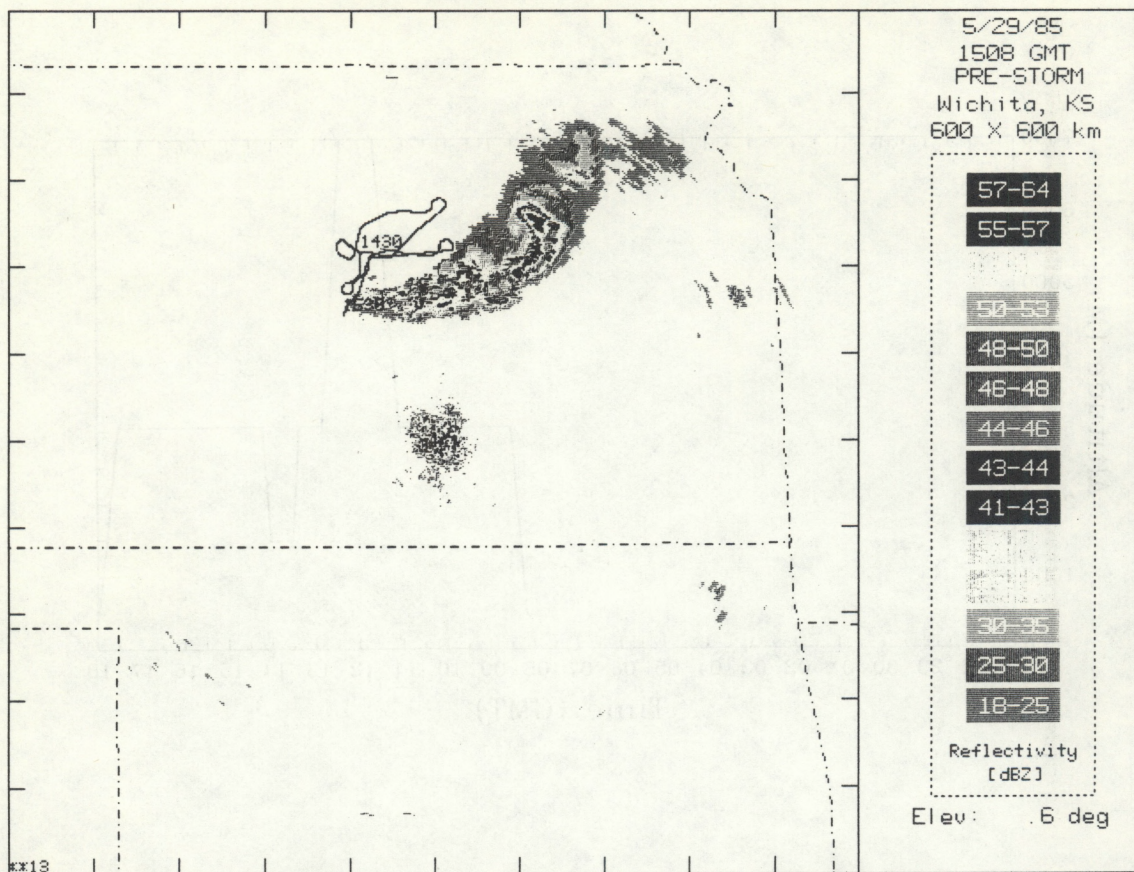 5/29/85
1508 GMT
PRE-STORM
Wichita, KS
600 X 600 km
57-64
55-57
50-53
48-50
46-48
44-46
43-44
41-43
30-35
25-30
18-25
Reflectivity
[dBZ]
Elev: .6 deg
1430
**13